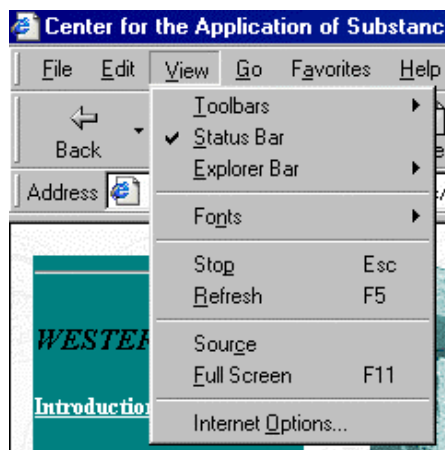 Center for the Application of Substanc
File Edit View Go Favorites Help
Back
Address
Toolbars
Status Bar
Explorer Bar
Fonts
Stop Esc
Refresh F5
Source
Full Screen F11
Internet Options...
WESTER
Introduction